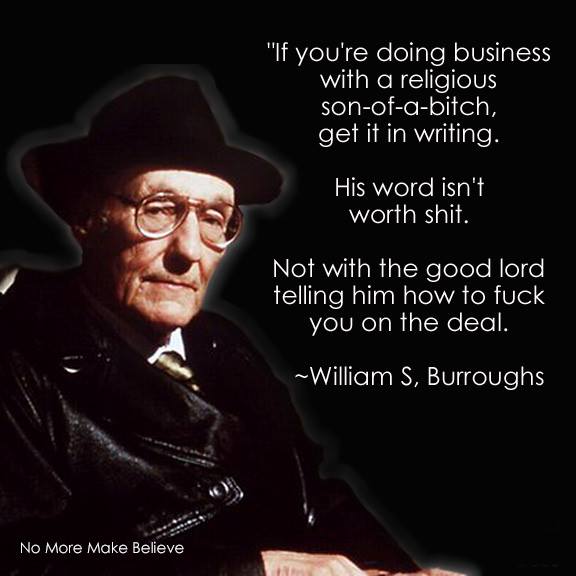 "If you're doing business
with a religious
son-of-a-bitch,
get it in writing.
His word isn't
worth shit.
Not with the good lord
telling him how to fuck
you on the deal.
~William S, Burroughs
No More Make Believe